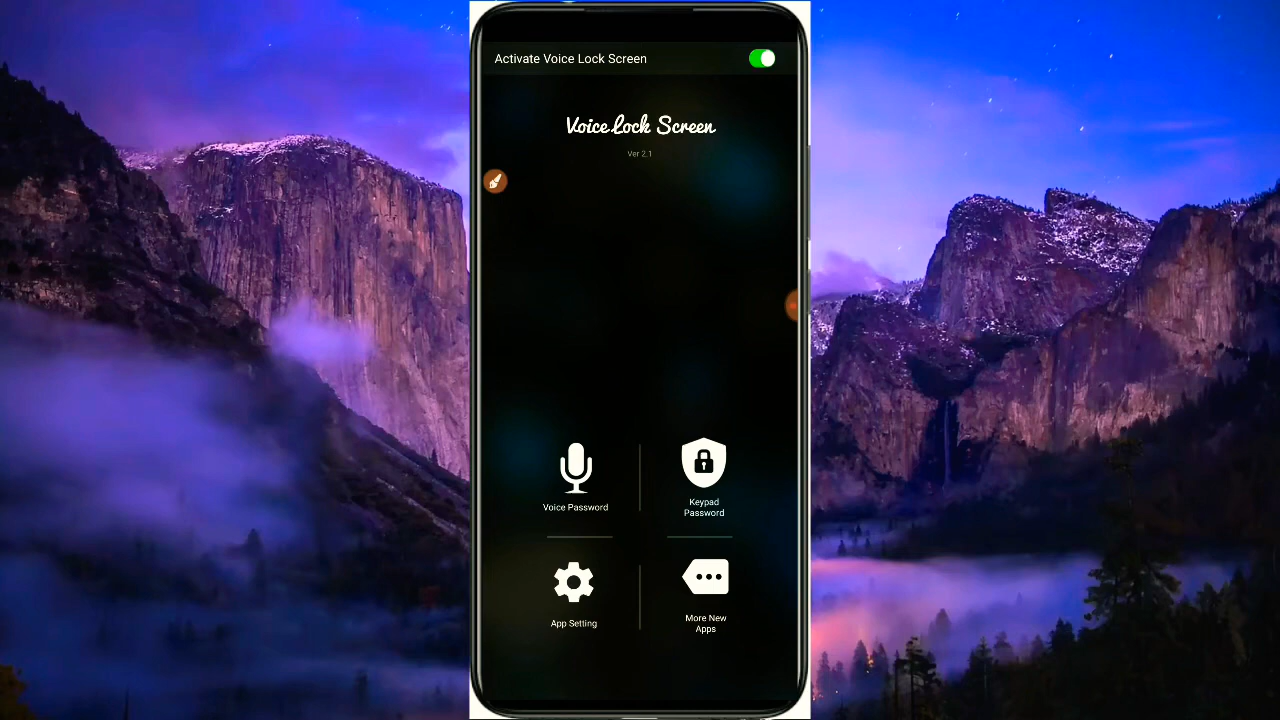 Activate Voice Lock Screen
Voice Lock Screen
Ver 2.1
Voice Password
Keypad
Password
App Setting
More New
Apps